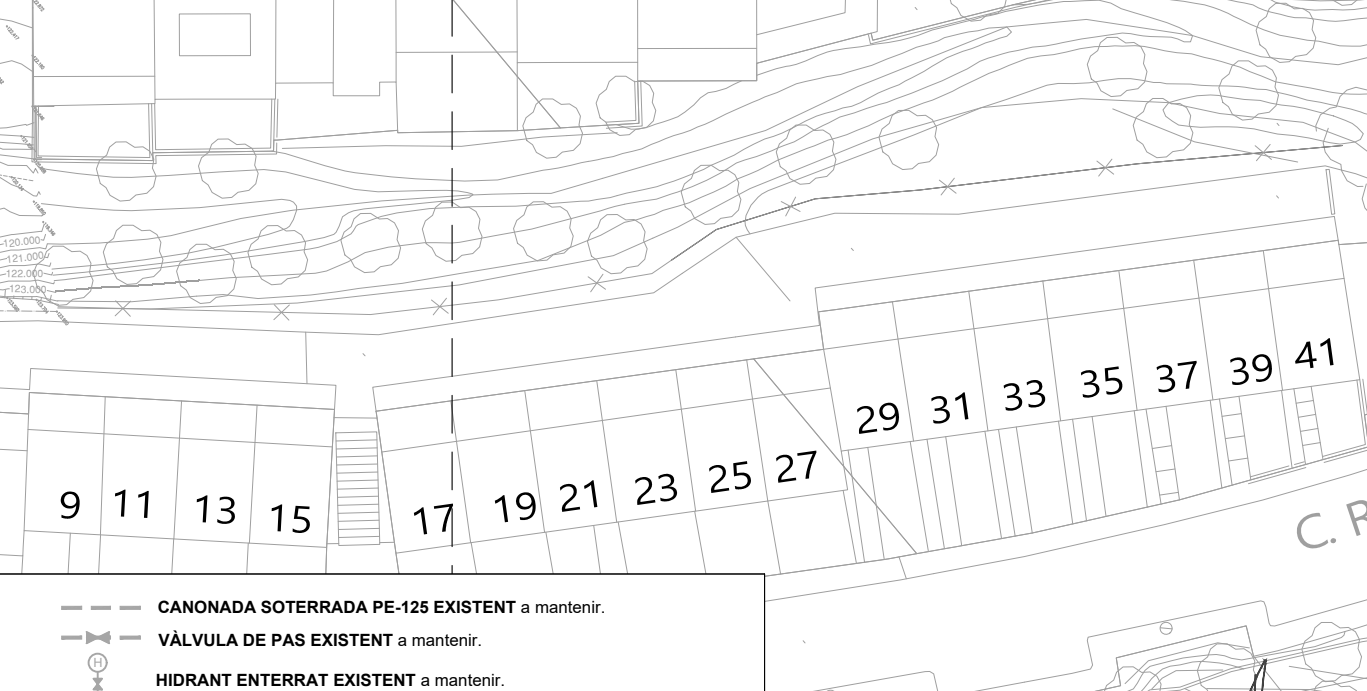 120.000
121.000
122.000
123.000
9 11 13 15 17 19 21 23 25 27 29 31 33 35 37 39 41
C. R
CANONADA SOTERRADA PE-125 EXISTENT a mantenir.
VÀLVULA DE PAS EXISTENT a mantenir.
H
HIDRANT ENTERRAT EXISTENT a mantenir.